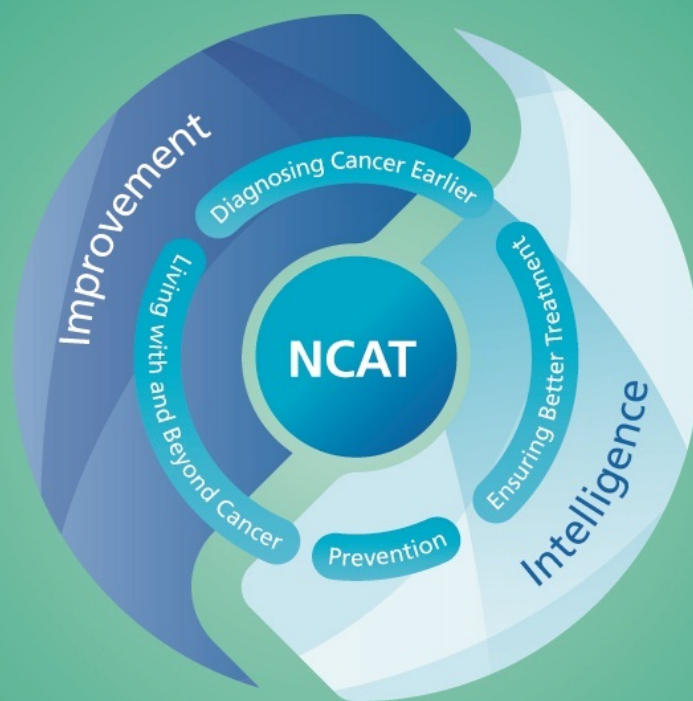 Improvement
Diagnosing Cancer Earlier
Living with and Beyond Cancer
NCAT
Ensuring Better Treatment
Prevention
Intelligence